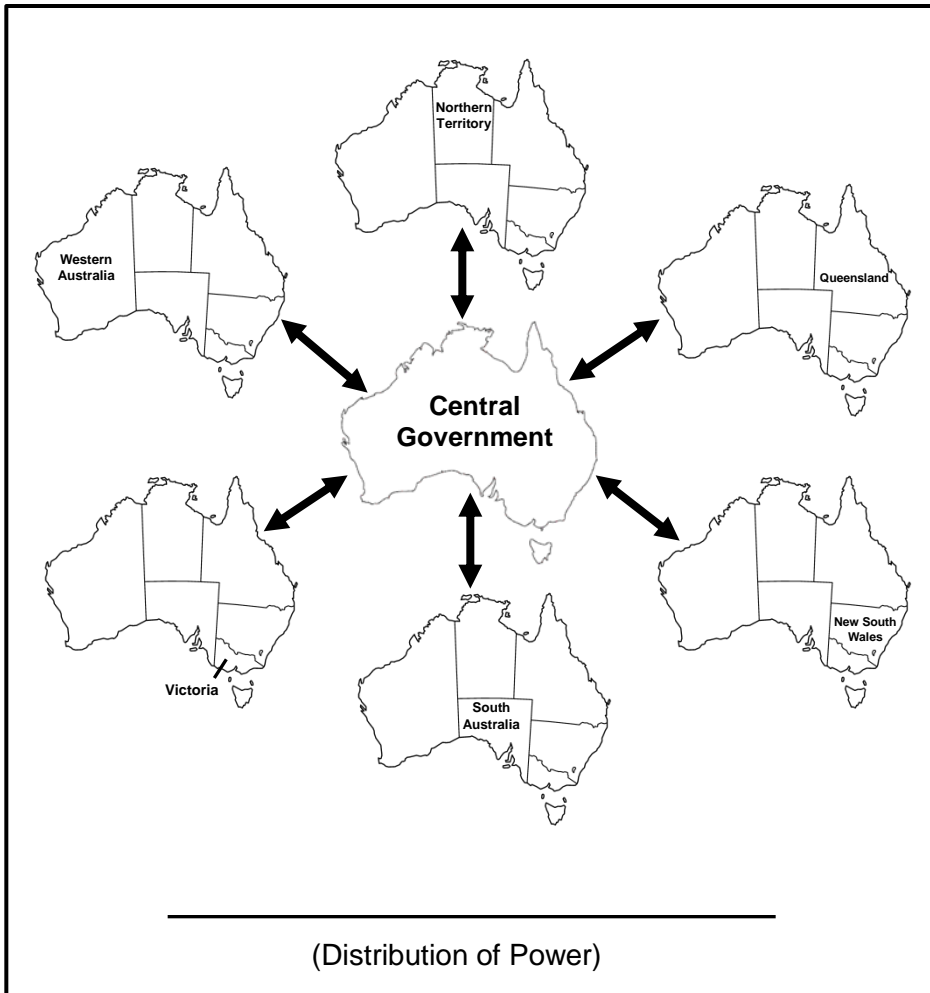 Northern
Territory
Western
Australia
Queensland
Central
Government
New South
Wales
Victoria
South
Australia
(Distribution of Power)